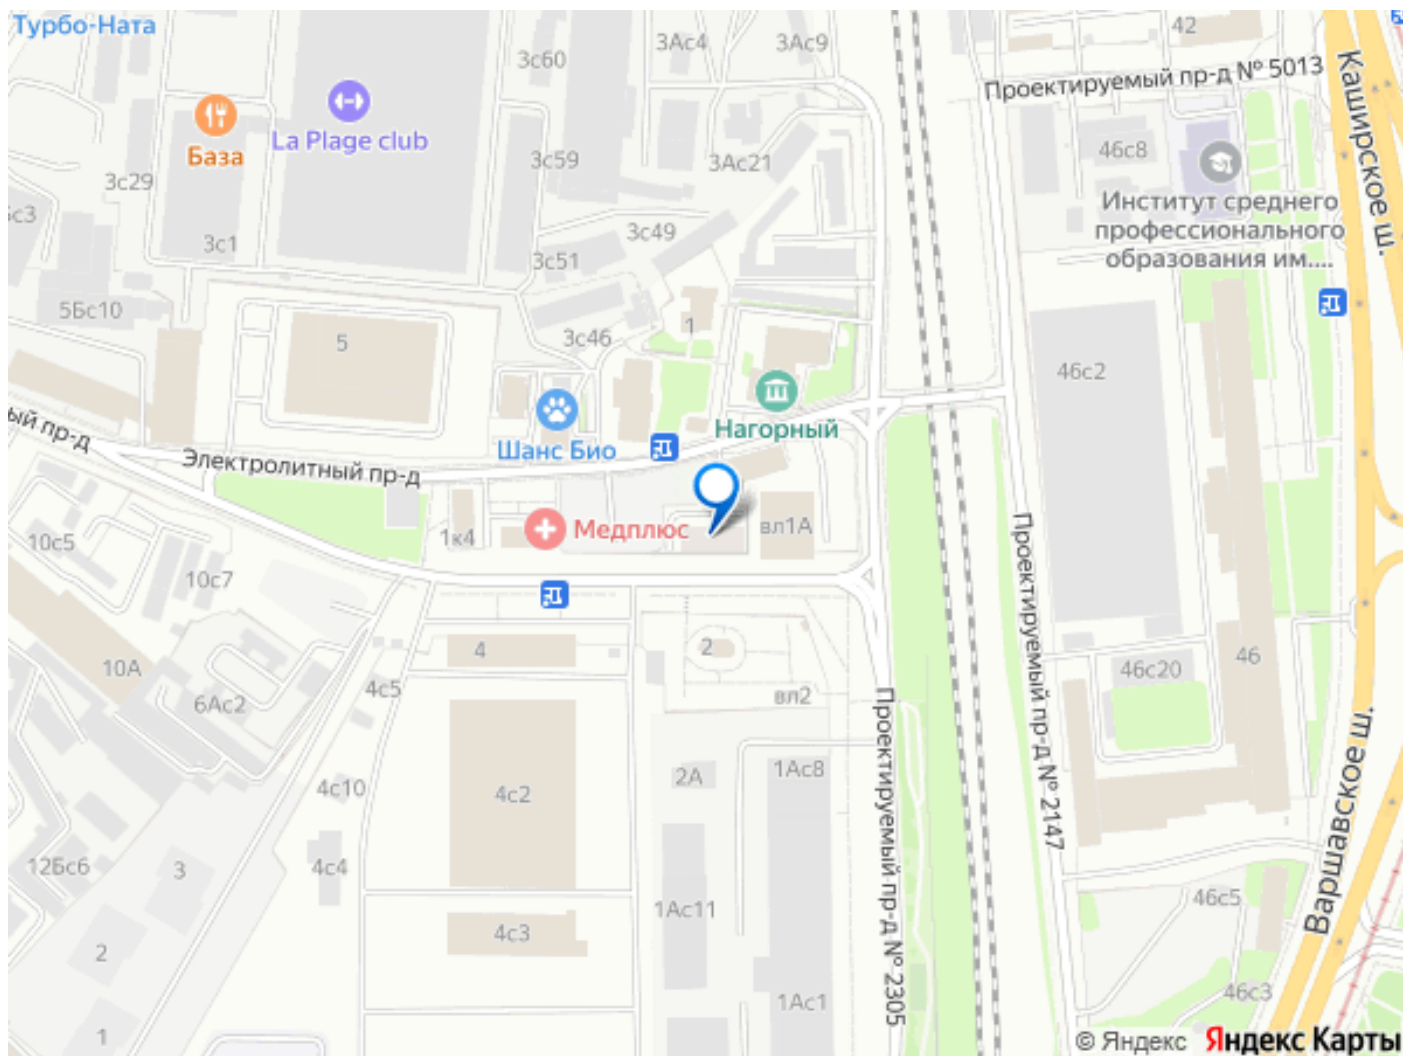 Турбо-Ната
42
3Ас4
3Ас9
3с60
Проектируемый пр-д № 5013
Каширское ш.
La Plage club
База
3с59
3Ас21
46с8
3с29
с3
3с1
3с49
3с51
Институт среднего
профессионального
образования им....
5Бс10
5
3с46
1
46с2
Нагорный
Шанс Био
ый пр-д
Электролитный пр-д
10с5
10с7
1к4
Медплюс
вл1А
Проектируемый пр-д № 2147
4
2
10А
6Ас2
4с5
вл2
46с20
46
Проектируемый пр-д № 2305
Варшавское ш.
4с10
4с2
2А
1Ас8
12Бс6
3
4с4
1Ас11
46с5
2
4с3
1
1Ас1
46с3
© Яндекс Яндекс Карты